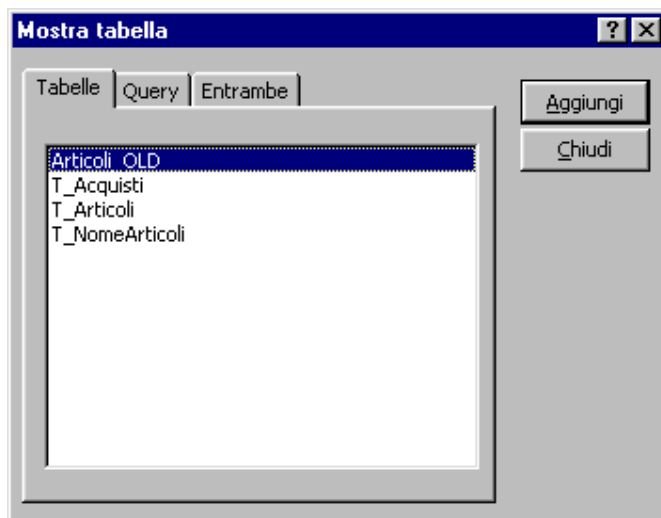 Mostra tabella
Tabelle Query Entrambe
Aggiungi
Chiudi
Articoli_OLD
T_Acquisti
T_Articoli
T_NomeArticoli